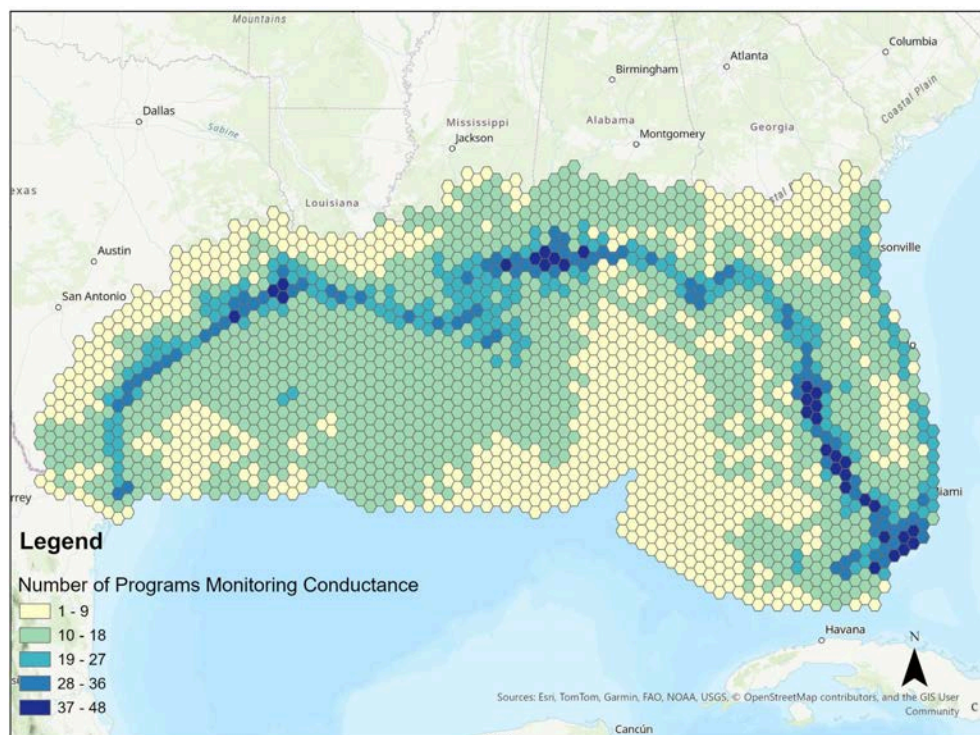 Mountains
Columbia
Birmingham
Atlanta
Dallas
Sabine
Mississippi
Alabama
Georgia
Coastal Plain
Jackson
Montgomery
exas
Louisiana
Austin
sonville
San Antonio
rrey
iami
Legend
Number of Programs Monitoring Conductance
1 - 9
10 - 18
19 - 27
28 - 36
37 - 48
Havana
N
Sources: Esri, TomTom, Garmin, FAO, NOAA, USGS, © OpenStreetMap contributors, and the GIS User
Community
Cancún
C